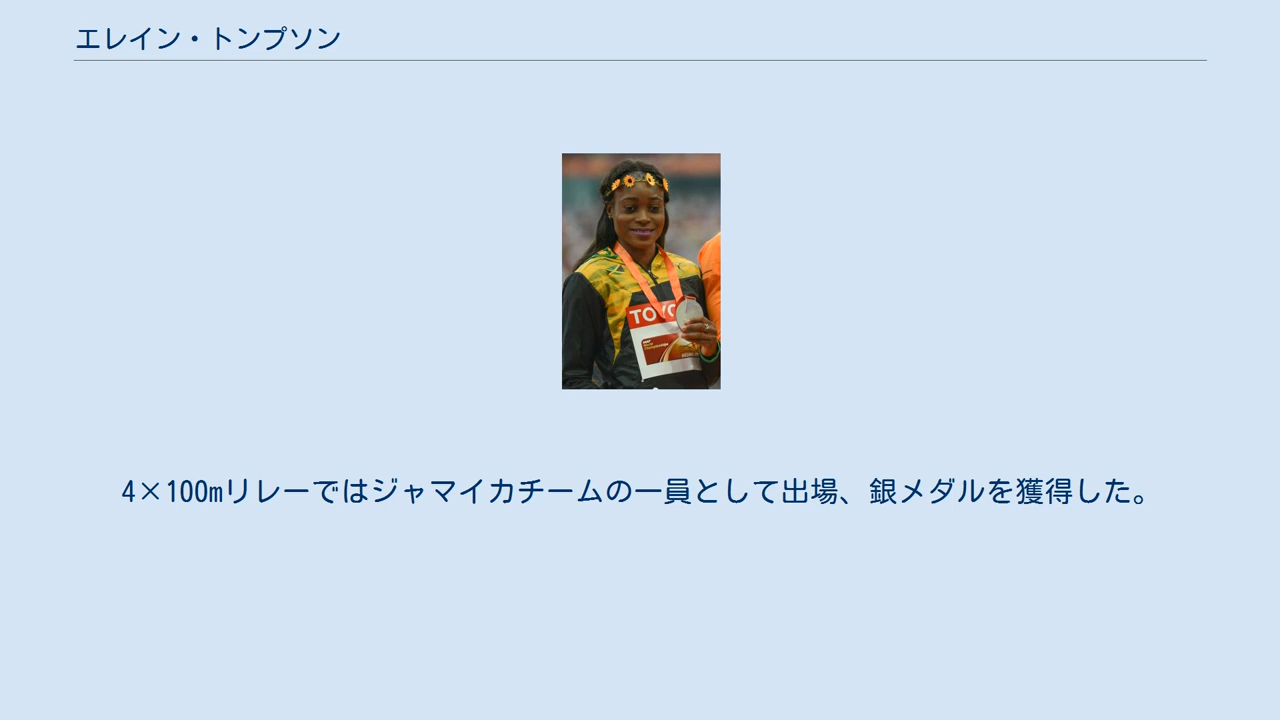 エレイン・トンプソン
TOYO
4×100mリレーではジャマイカチームの一員として出場、銀メダルを獲得した。